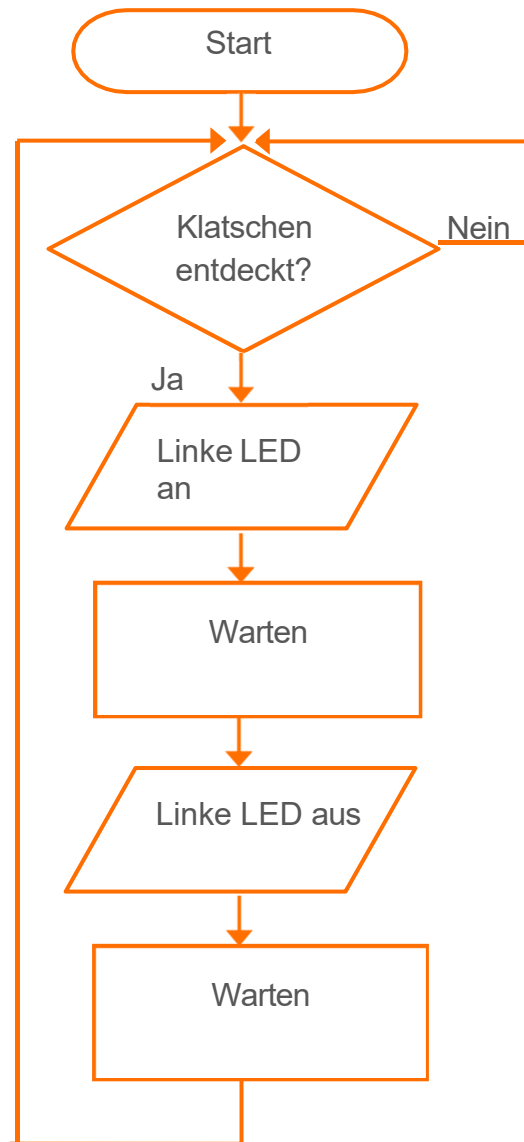 Start
Klatschen
entdeckt?
Nein
Ja
Linke LED
an
Warten
Linke LED aus
Warten